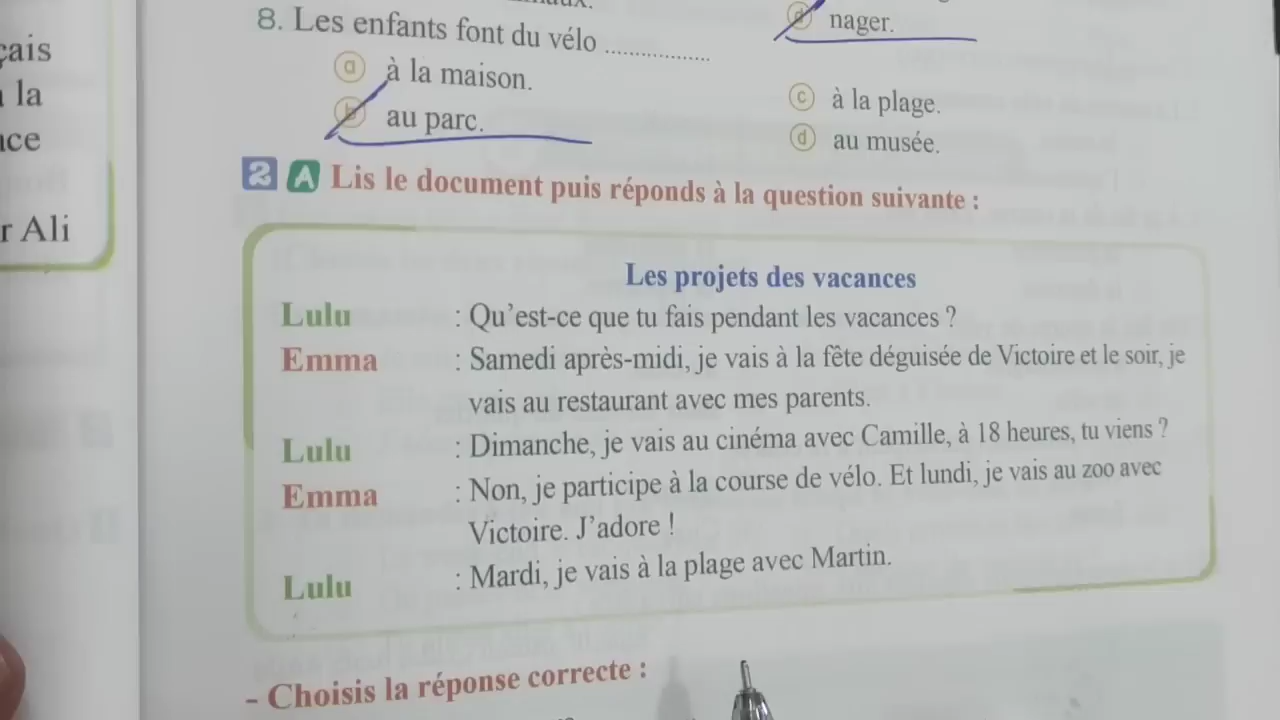 çais
la
r Ali
8. Les enfants font du vélo ....................
a à la maison.
b au parc.
nager.
c à la plage.
d au musée.
2 A Lis le document puis réponds à la question suivante :
Les projets des vacances
Lulu : Qu'est-ce que tu fais pendant les vacances ?
Emma : Samedi après-midi, je vais à la fête déguisée de Victoire et le soir, je
vais au restaurant avec mes parents.
Lulu : Dimanche, je vais au cinéma avec Camille, à 18 heures, tu viens ?
Emma : Non, je participe à la course de vélo. Et lundi, je vais au zoo avec
Victoire. J'adore !
Lulu : Mardi, je vais à la plage avec Martin.
- Choisis la réponse correcte :